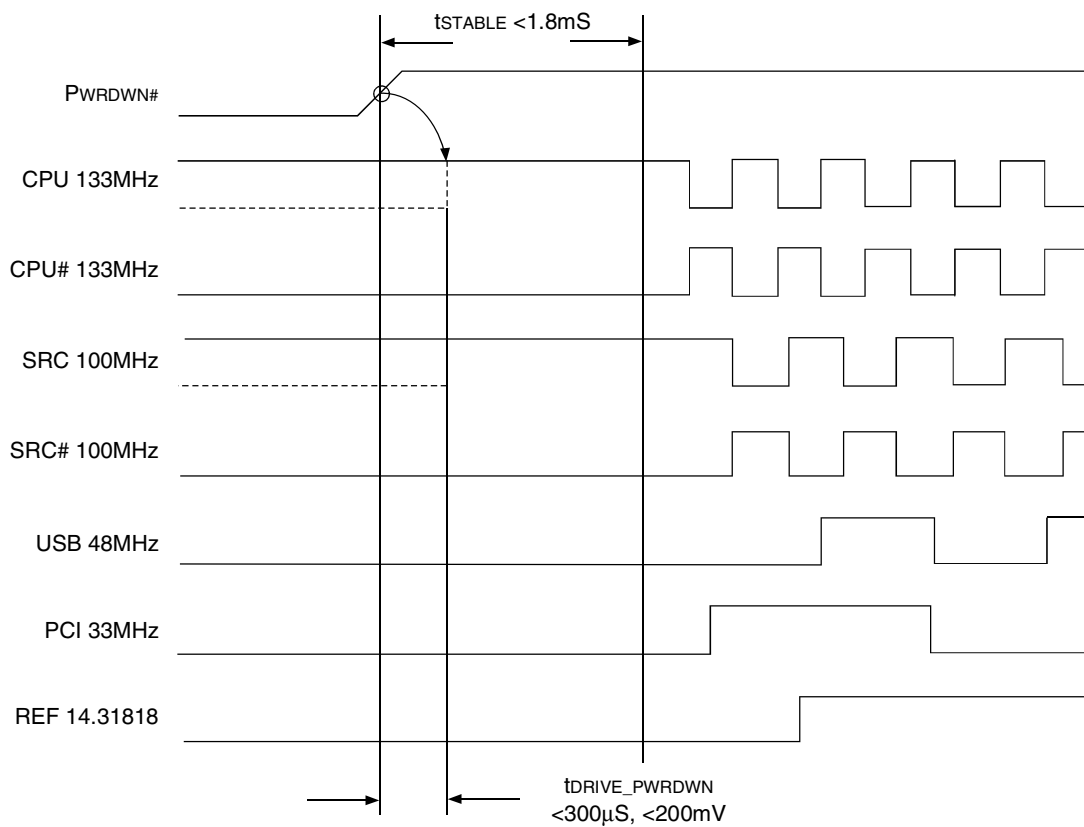 tSTABLE <1.8mS
PWRDWN#
CPU 133MHz
CPU# 133MHz
SRC 100MHz
SRC# 100MHz
USB 48MHz
PCI 33MHz
REF 14.31818
tDRIVE_PWRDWN
<300μS, <200mV